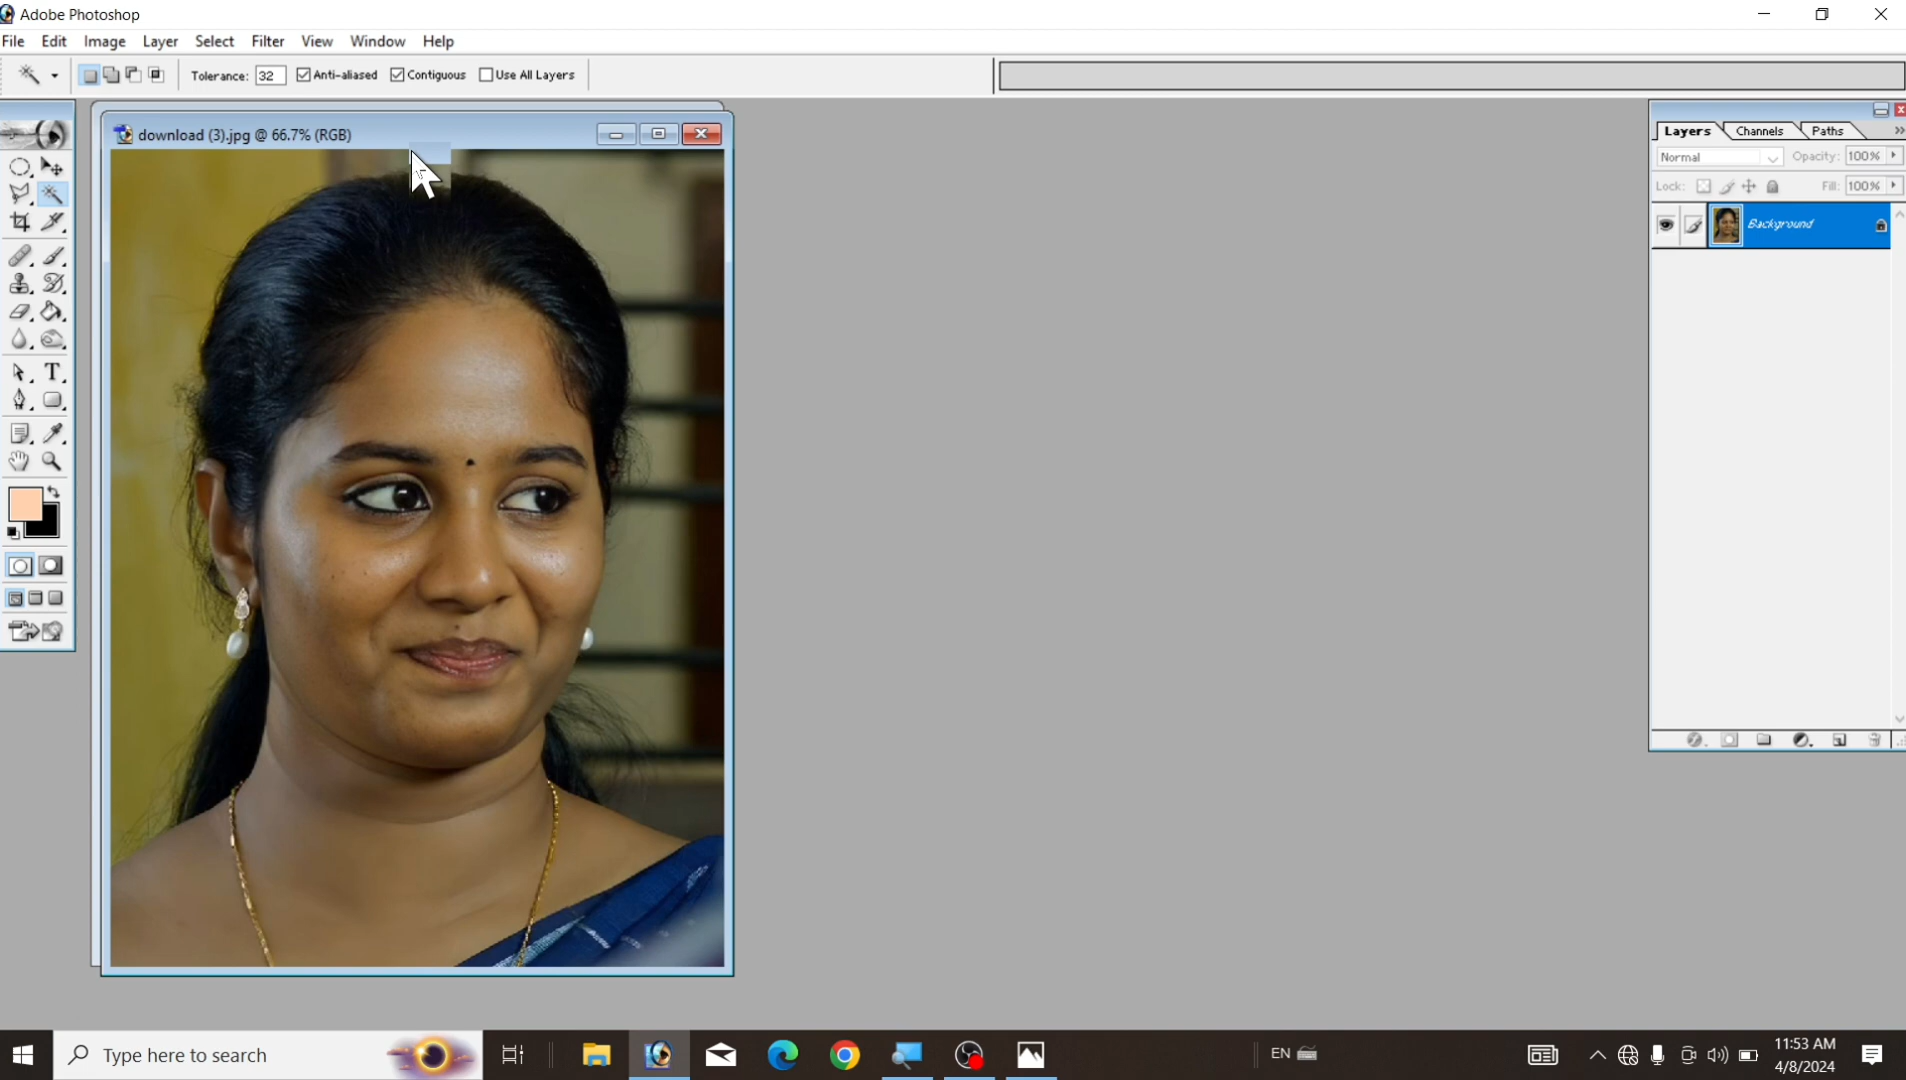 Adobe Photoshop
File Edit Image Layer Select Filter View Window Help
Tolerance: 32 Anti-aliased Contiguous Use All Layers
download (3).jpg @ 66.7% (RGB)
Layers Channels Paths
Normal Opacity: 100%
Lock: Fill: 100%
Background
T
Type here to search
EN
11:53 AM
4/8/2024